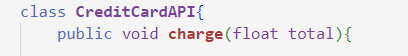 class CreditCardAPI{
    public void charge(float total){